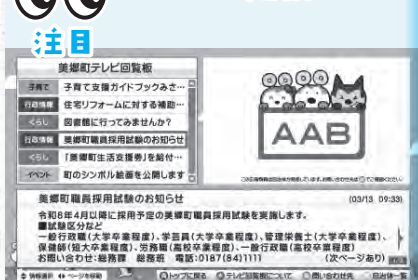 注目
美郷町テレビ回覧板
子育て 子育て支援ガイドブックみさ…
行政情報 住宅リフォームに対する補助…
くらし 図書館に行ってみませんか?
行政情報 美郷町職員採用試験のお知らせ
くらし 「美郷町生活支援券」を給付…
イベント 町のシンボル絵画を公開します
AAB
美郷町職員採用試験のお知らせ (03/13 09:33)
令和8年4月以降に採用予定の美郷町職員採用試験を実施します。
■試験区分など
一般行政職(大学卒業程度)、学芸員(大学卒業程度)、管理栄養士(大学卒業程度)、
保健師(短大卒業程度)、労務職(高校卒業程度)、一般行政職(高校卒業程度)
お問い合わせ:総務課 総務班 電話:0187(84)1111 (次ページあり)
情報選択 ページを移動 トップに戻る テレビ回覧板について 問い合わせ先